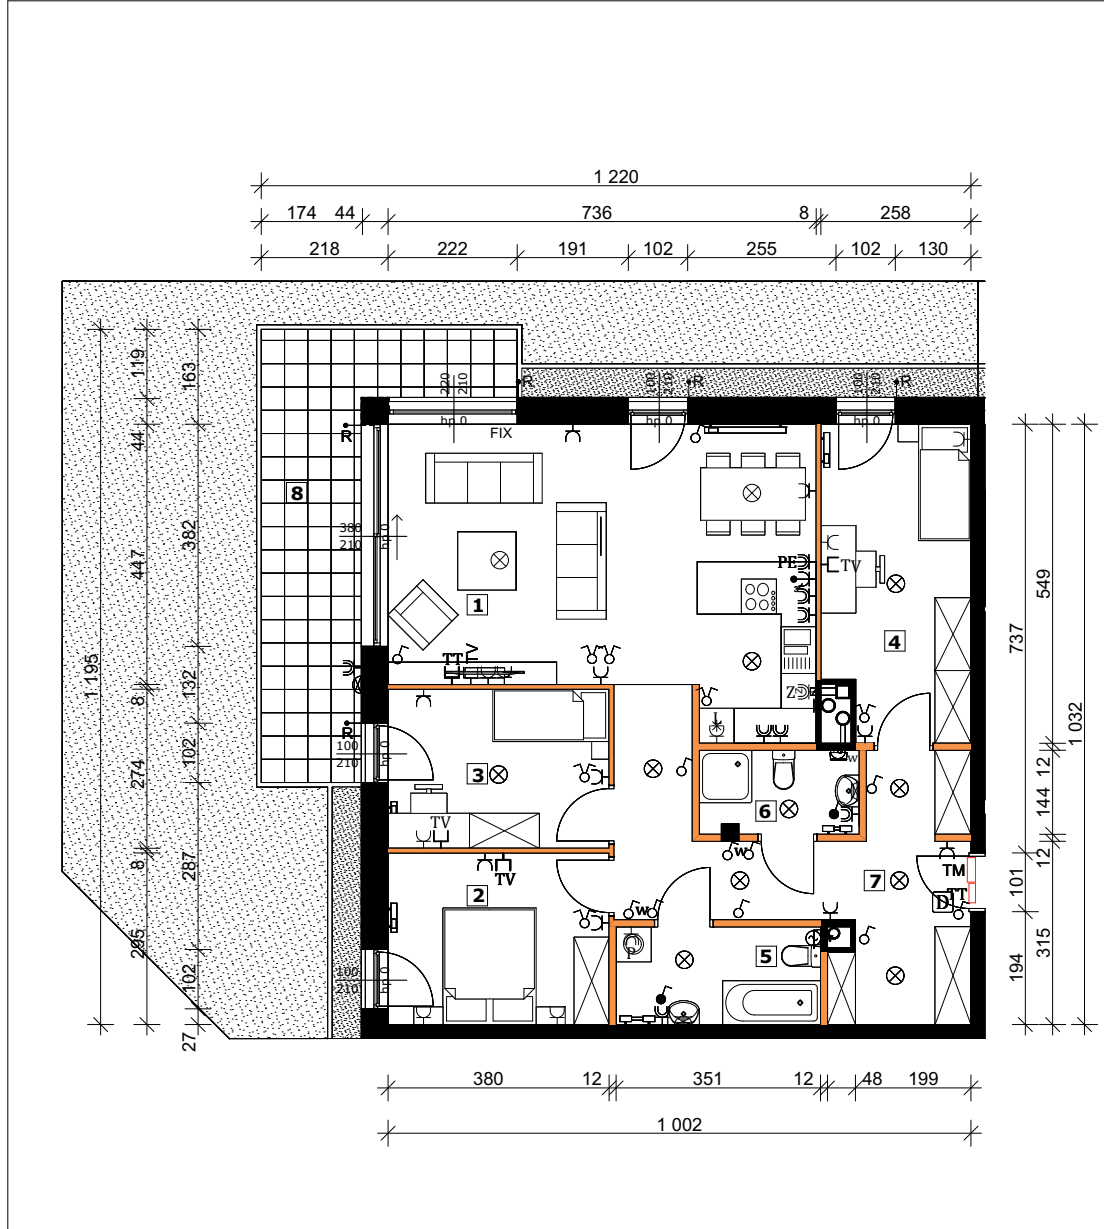 1 220
174 44 736 8 258
218 222 191 102 255 102 130
119 163
220 210 R 100 210 R 100 210 R
hp 0 hp 0 hp 0
FIX
R
44
8
380 210 hp 0
382
447
549
PE TV
1
737
4
TT TV
1 195
132
8
Z
R
1 032
100 210 hp 0
102
274
3
6
w
12
144
TV
w
12
8
287
2
TV
7
TM
TT
D
101
w
295
5
P
315
100 210 hp 0
102
194
27
380 12 351 12 48 199
1 002